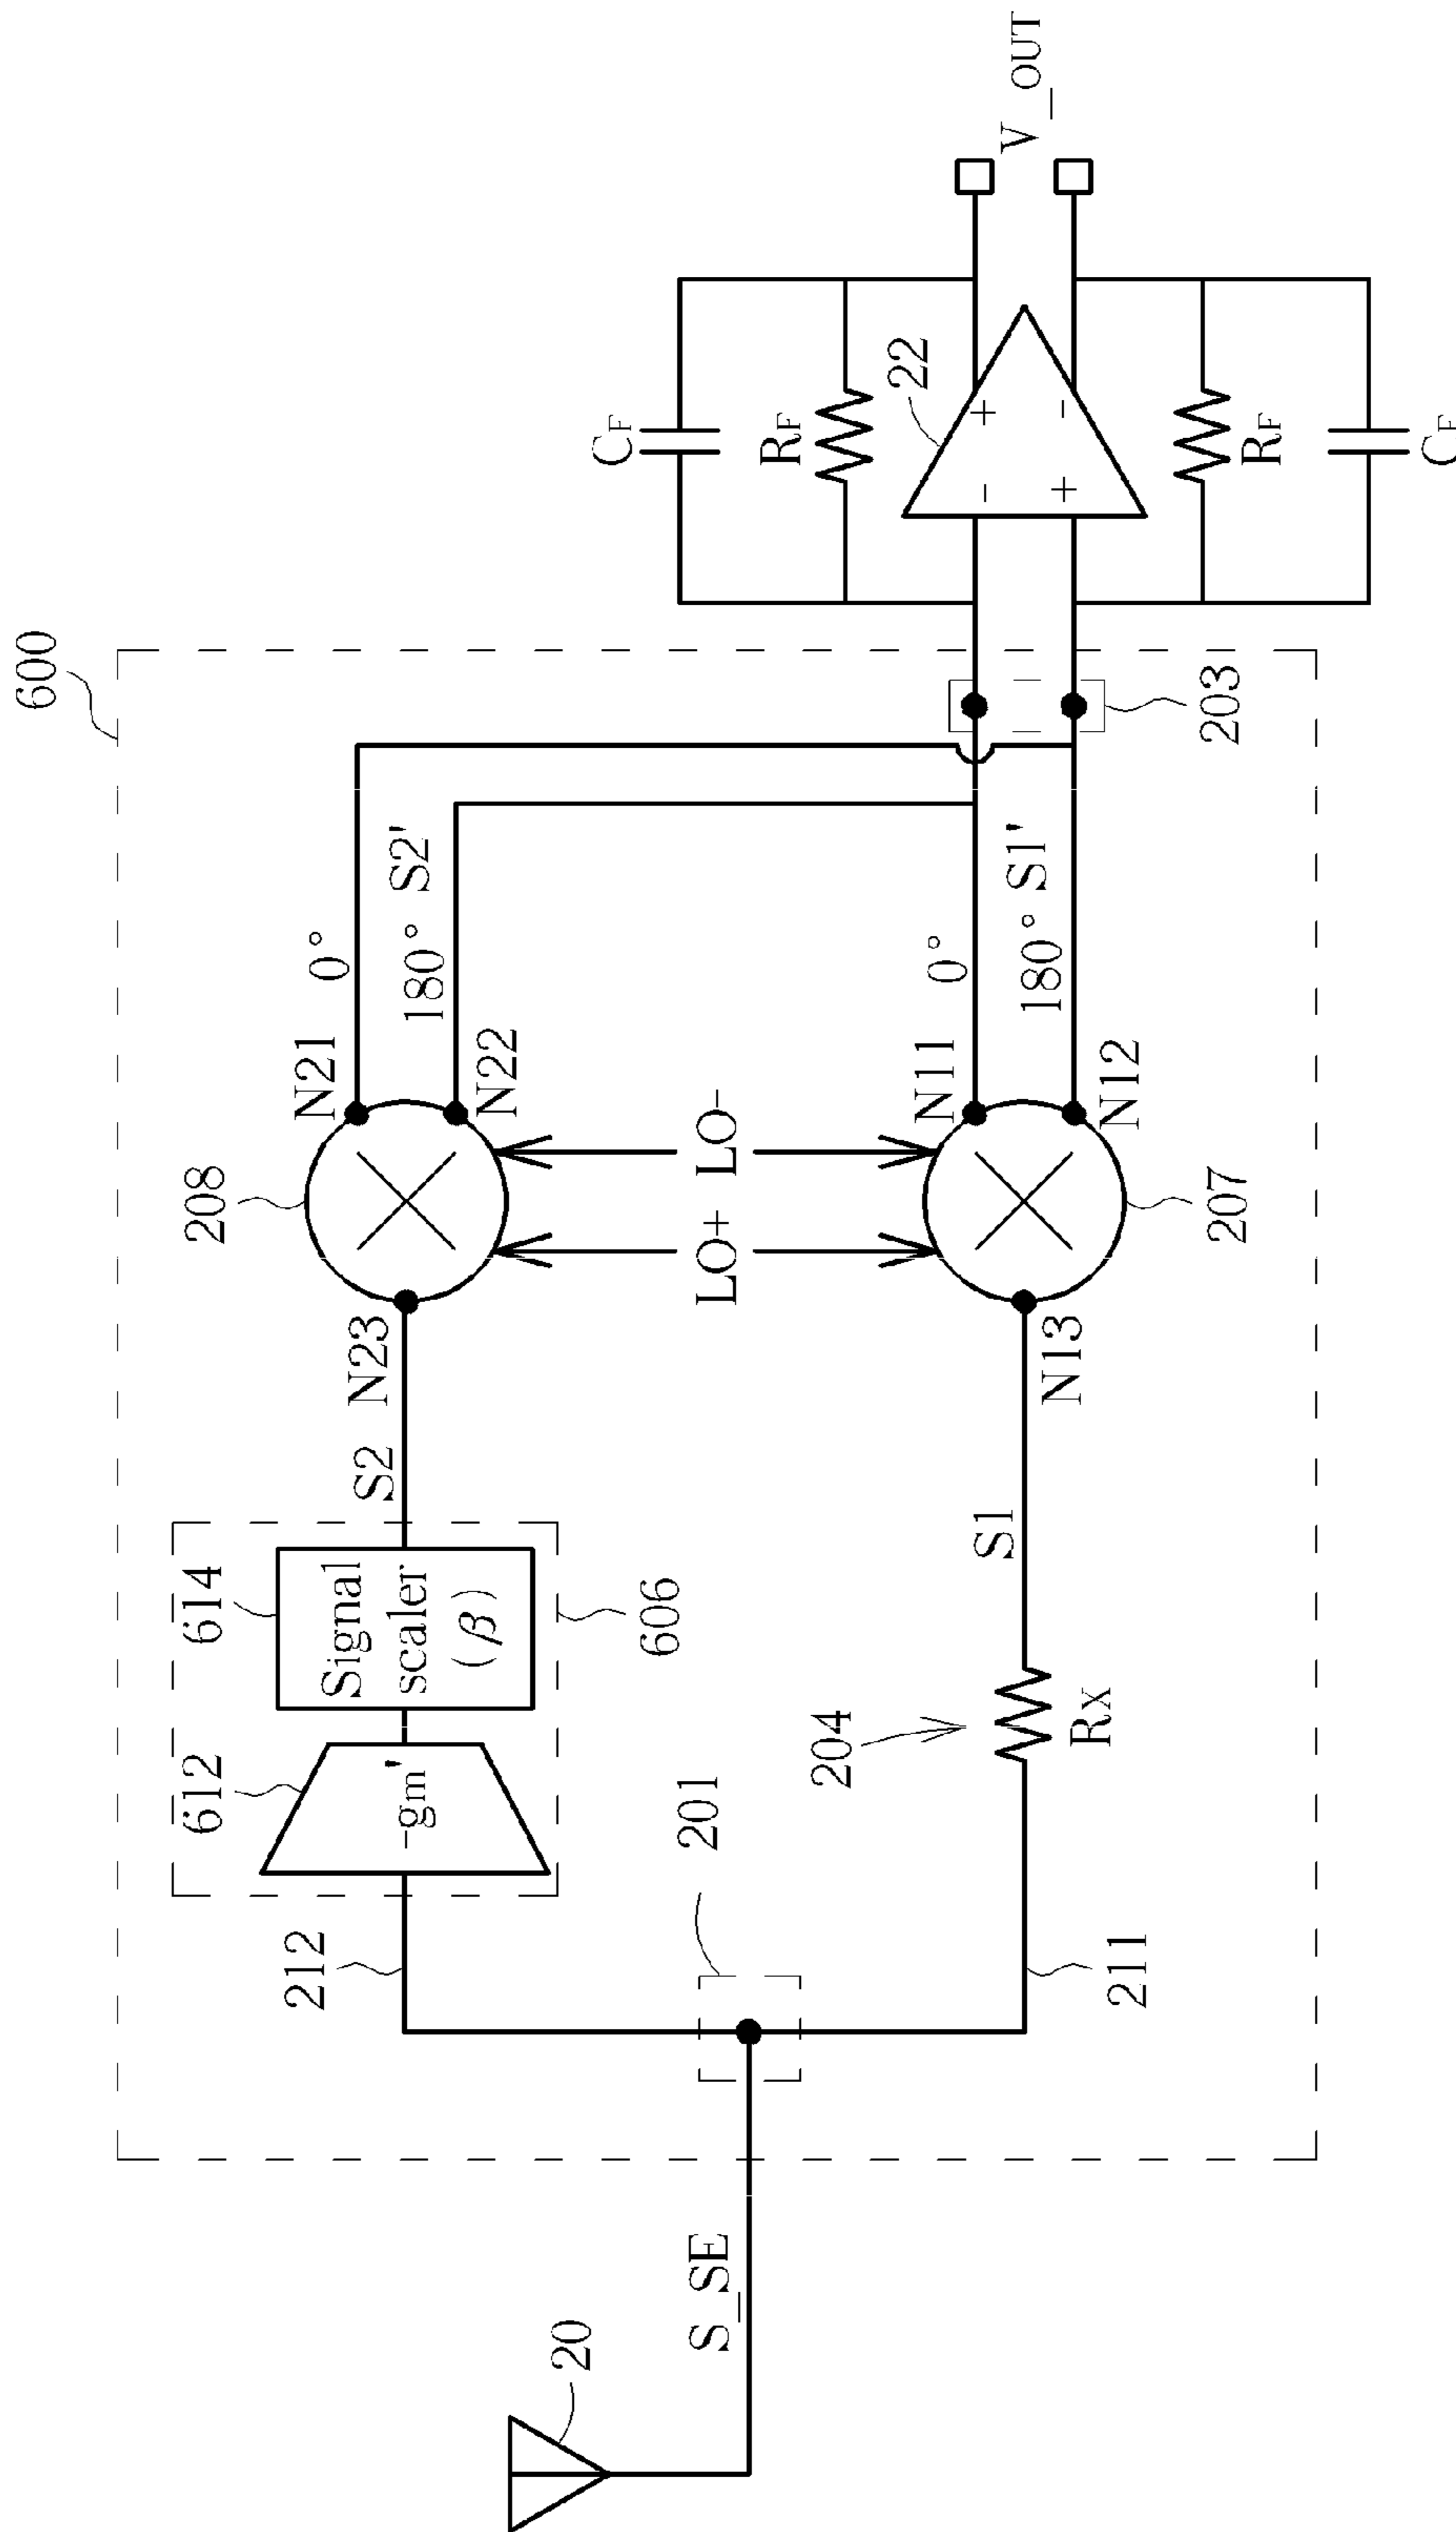 600
20
S_SE
201
212
211
612
-gm'
614
Signal
scaler
(β)
606
S2
N23
208
N21
N22
0°
180° S2'
LO+ LO-
204
Rx
S1
N13
207
N11
N12
0°
180° S1'
203
CF
RF
22
-
+
+
-
RF
CF
V_OUT